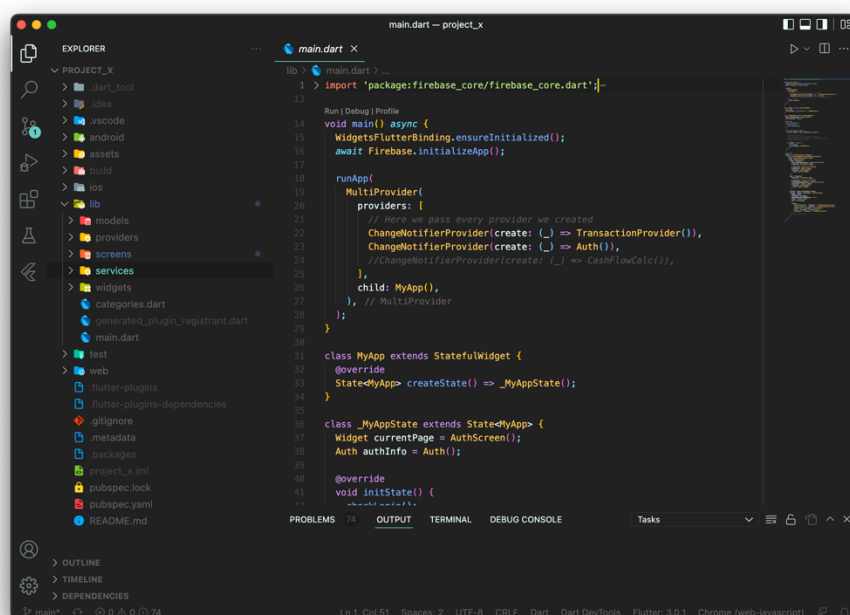 main.dart — project_x
EXPLORER
PROJECT_X
.dart_tool
.idea
.vscode
android
assets
build
ios
lib
models
providers
screens
services
widgets
categories.dart
generated_plugin_registrant.dart
main.dart
test
web
.flutter-plugins
.flutter-plugins-dependencies
.gitignore
.metadata
.packages
project_x.iml
pubspec.lock
pubspec.yaml
README.md
OUTLINE
TIMELINE
DEPENDENCIES
1
main.dart
lib > main.dart > ...
1 import 'package:firebase_core/firebase_core.dart';
13
Run | Debug | Profile
14 void main() async {
15 WidgetsFlutterBinding.ensureInitialized();
16 await Firebase.initializeApp();
17
18 runApp(
19 MultiProvider(
20 providers: [
21 // Here we pass every provider we created
22 ChangeNotifierProvider(create: (_) => TransactionProvider()),
23 ChangeNotifierProvider(create: (_) => Auth()),
24 //ChangeNotifierProvider(create: (_) => CashFlowCalc()),
25 ],
26 child: MyApp(),
27 ), // MultiProvider
28 );
29 }
30
31 class MyApp extends StatefulWidget {
32 @override
33 State<MyApp> createState() => _MyAppState();
34 }
35
36 class _MyAppState extends State<MyApp> {
37 Widget currentPage = AuthScreen();
38 Auth authInfo = Auth();
39
40 @override
41 void initState() {
PROBLEMS 74 OUTPUT TERMINAL DEBUG CONSOLE Tasks
main* 0 0 74 Ln 1, Col 51 Spaces: 2 UTF-8 CRLF Dart Dart DevTools Flutter: 3.0.1 Chrome (web-javascript)